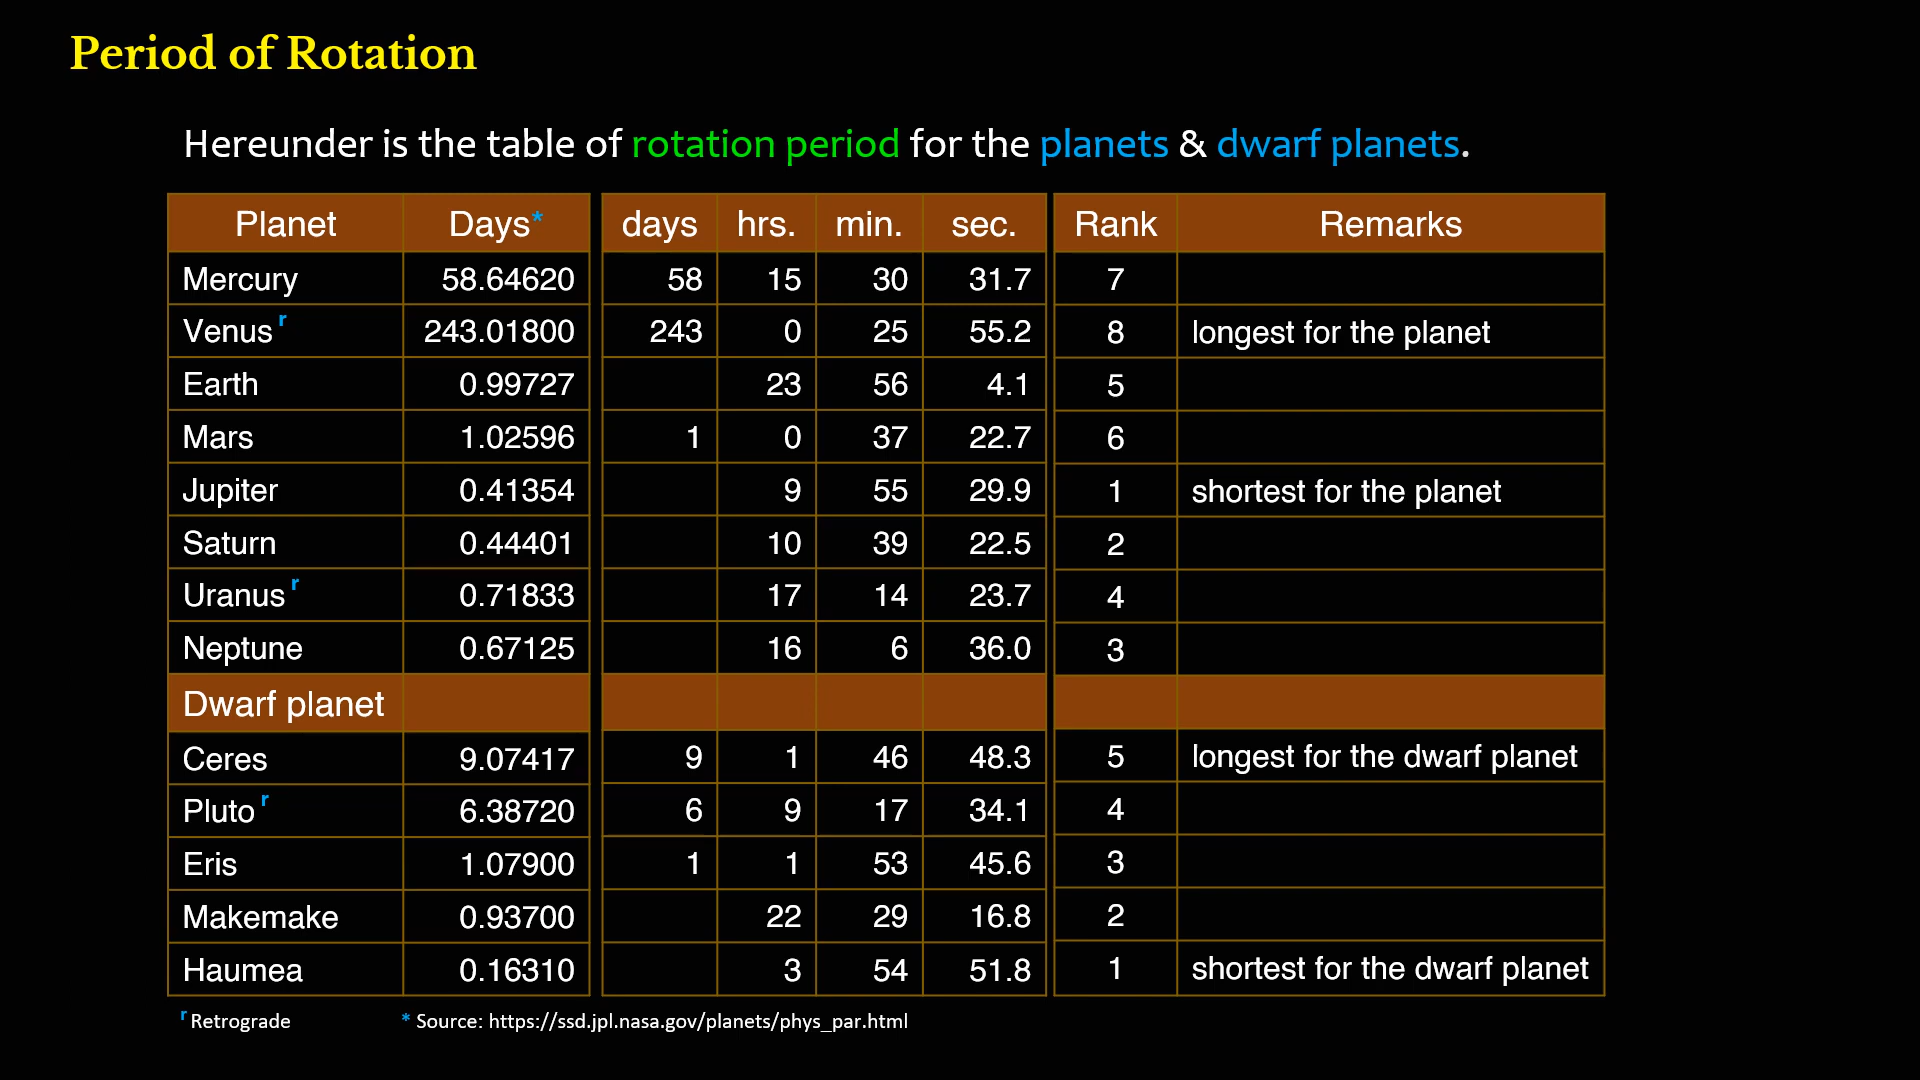 Period of Rotation
Hereunder is the table of rotation period for the planets & dwarf planets.
Planet Days* days hrs. min. sec. Rank Remarks
Mercury 58.64620 58 15 30 31.7 7
Venus r 243.01800 243 0 25 55.2 8 longest for the planet
Earth 0.99727 23 56 4.1 5
Mars 1.02596 1 0 37 22.7 6
Jupiter 0.41354 9 55 29.9 1 shortest for the planet
Saturn 0.44401 10 39 22.5 2
Uranus r 0.71833 17 14 23.7 4
Neptune 0.67125 16 6 36.0 3
Dwarf planet
Ceres 9.07417 9 1 46 48.3 5 longest for the dwarf planet
Pluto r 6.38720 6 9 17 34.1 4
Eris 1.07900 1 1 53 45.6 3
Makemake 0.93700 22 29 16.8 2
Haumea 0.16310 3 54 51.8 1 shortest for the dwarf planet
r Retrograde * Source: https://ssd.jpl.nasa.gov/planets/phys_par.html